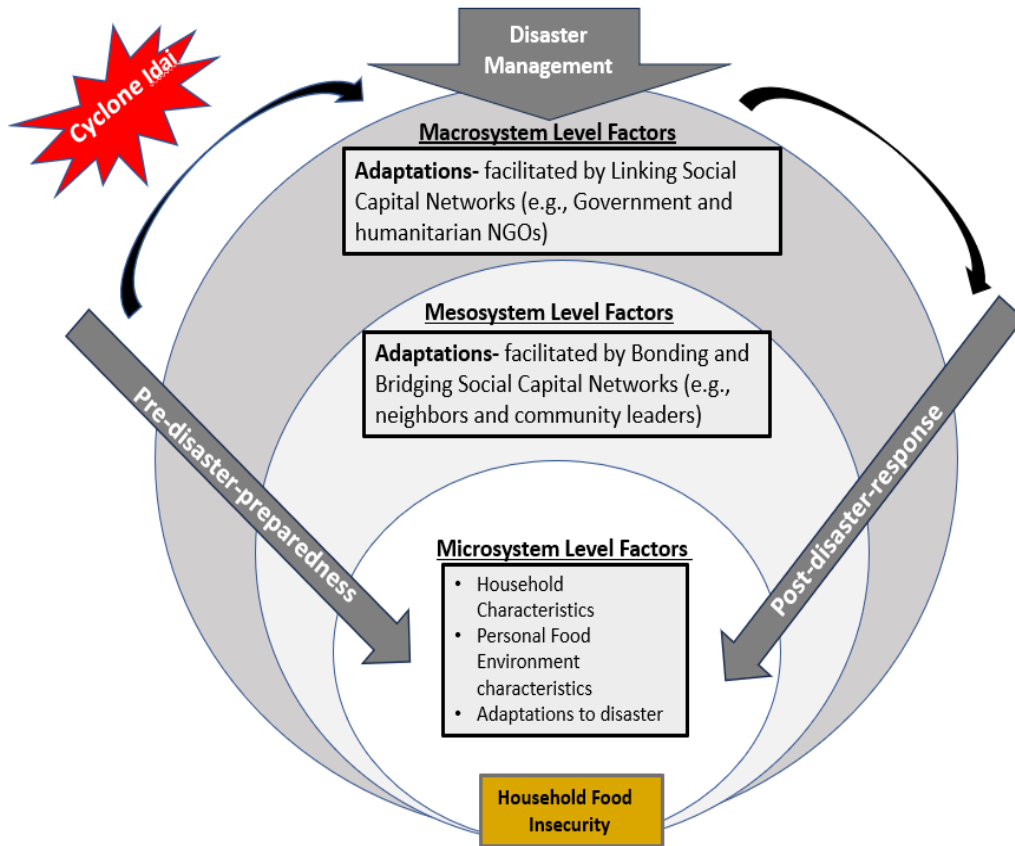 Disaster
Management
Cyclone Idai
Macrosystem Level Factors
Adaptations- facilitated by Linking Social
Capital Networks (e.g., Government and
humanitarian NGOs)
Mesosystem Level Factors
Adaptations- facilitated by Bonding and
Bridging Social Capital Networks (e.g.,
neighbors and community leaders)
Pre-disaster-preparedness
Post-disaster-response
Microsystem Level Factors
• Household
Characteristics
• Personal Food
Environment
characteristics
• Adaptations to disaster
Household Food
Insecurity